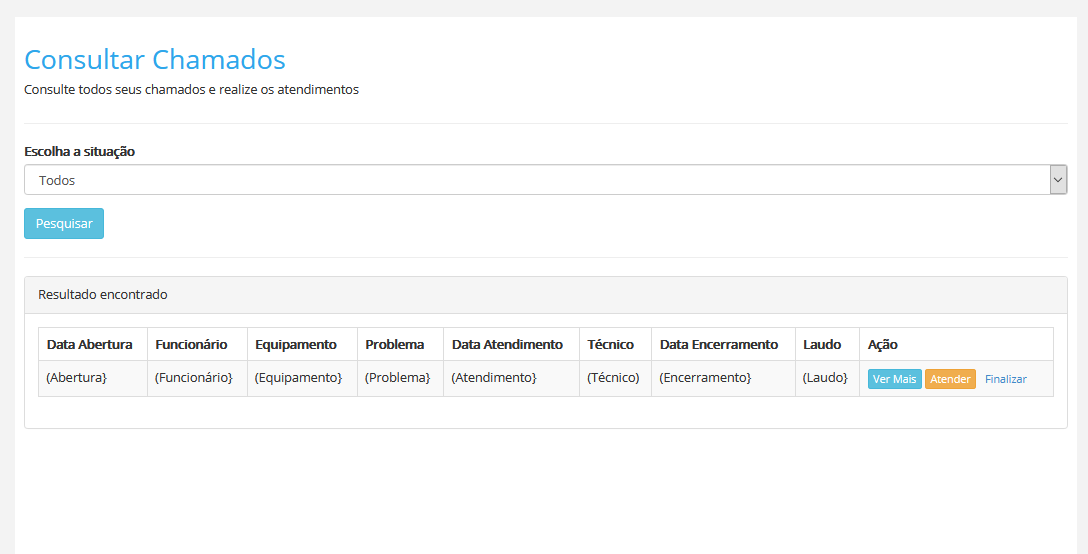 Consultar Chamados
Consulte todos seus chamados e realize os atendimentos
Escolha a situação
Todos
Pesquisar
Resultado encontrado
Data Abertura Funcionário Equipamento Problema Data Atendimento Técnico Data Encerramento Laudo Ação
(Abertura} (Funcionário} (Equipamento} (Problema} (Atendimento} (Técnico) (Encerramento} (Laudo} Ver Mais Atender Finalizar